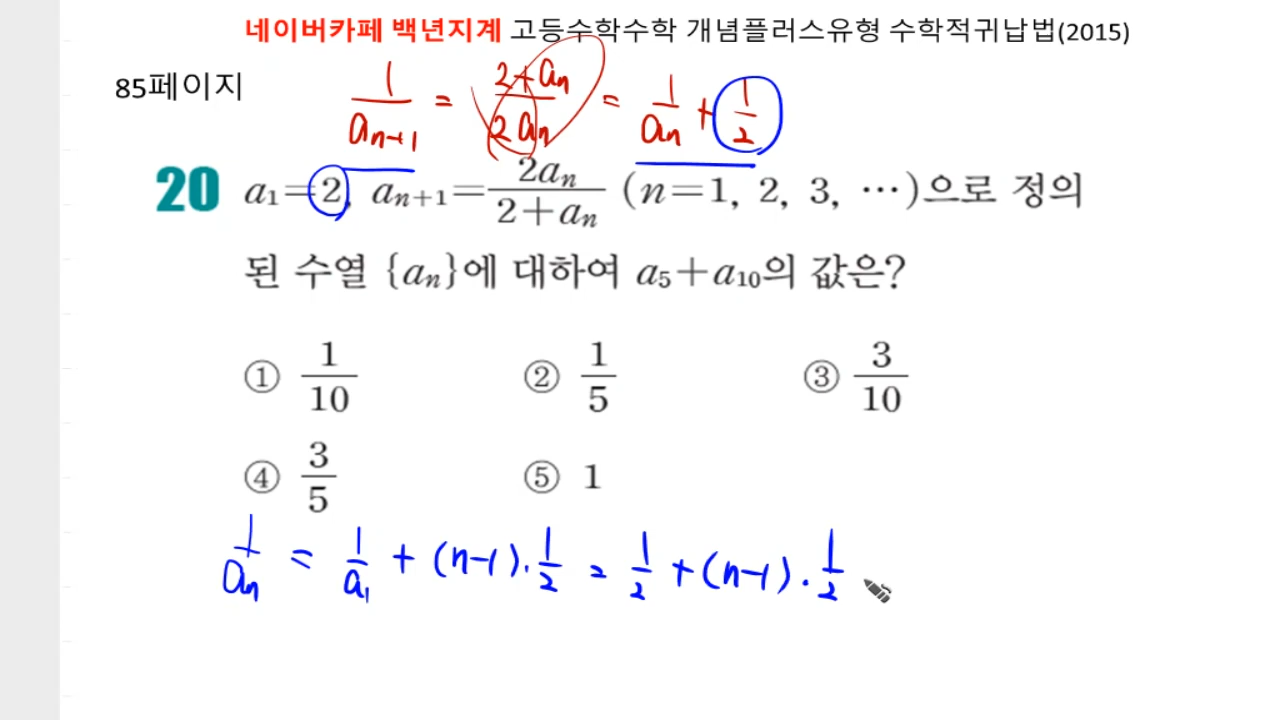 네이버카페 백년지계 고등수학수학 개념플러스유형 수학적귀납법(2015)
85페이지
1/a_{n+1} = (2+a_n)/(2a_n) = 1/a_n + 1/2
20 a₁=2, a_{n+1}=2a_n/(2+a_n) (n=1, 2, 3, …)으로 정의
된 수열 {a_n}에 대하여 a₅+a₁₀의 값은?
① 1/10 ② 1/5 ③ 3/10
④ 3/5 ⑤ 1
1/a_n = 1/a₁ + (n-1)·1/2 = 1/2 + (n-1)·1/2